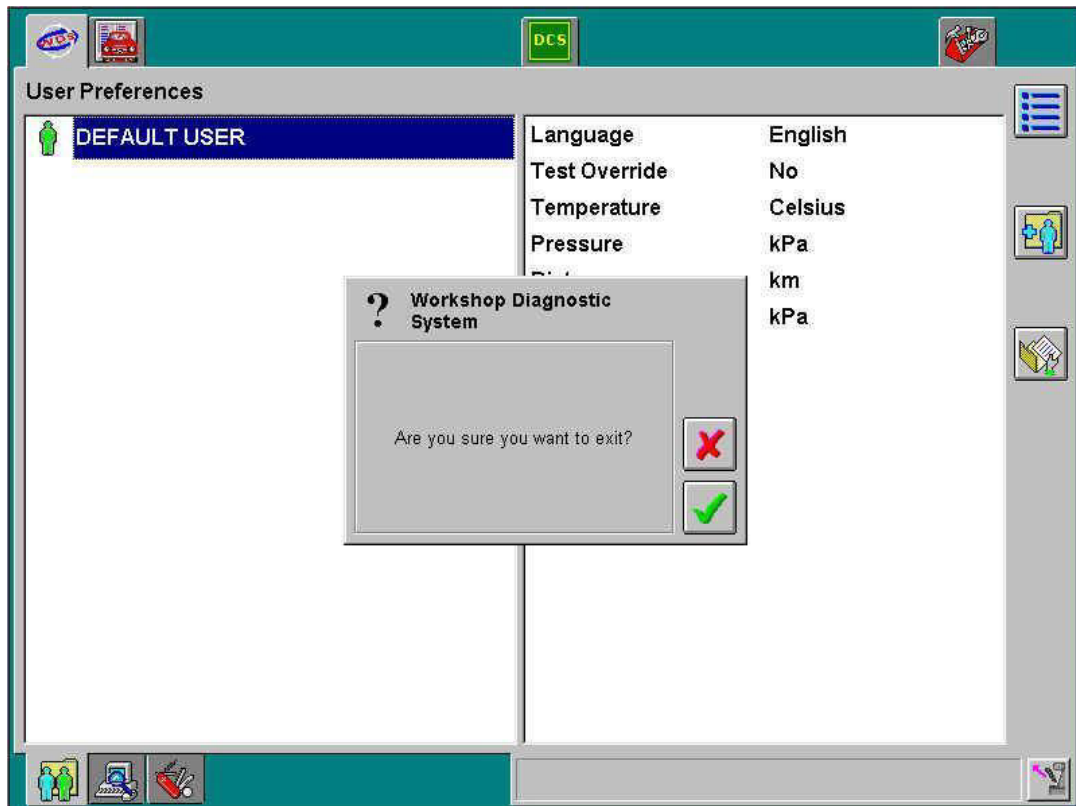 WDS
DCS
User Preferences
DEFAULT USER
Language English
Test Override No
Temperature Celsius
Pressure kPa
km
kPa
Workshop Diagnostic
System
Are you sure you want to exit?